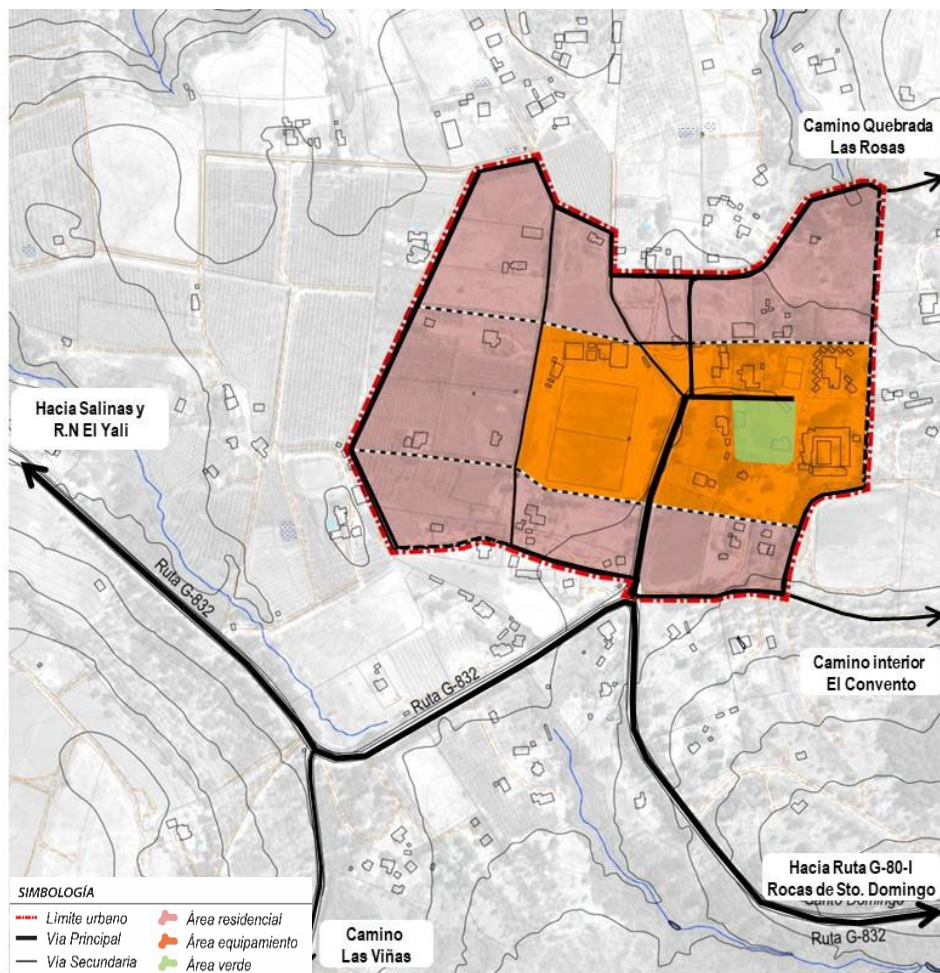 Camino Quebrada
Las Rosas
Hacia Salinas y
R.N El Yali
Ruta G-832
Ruta G-832
Camino interior
El Convento
Hacia Ruta G-80-I
Rocas de Sto. Domingo
Santo Domingo
Ruta G-832
Camino
Las Viñas
SIMBOLOGÍA
Límite urbano
Vía Principal
Vía Secundaria
Área residencial
Área equipamiento
Área verde